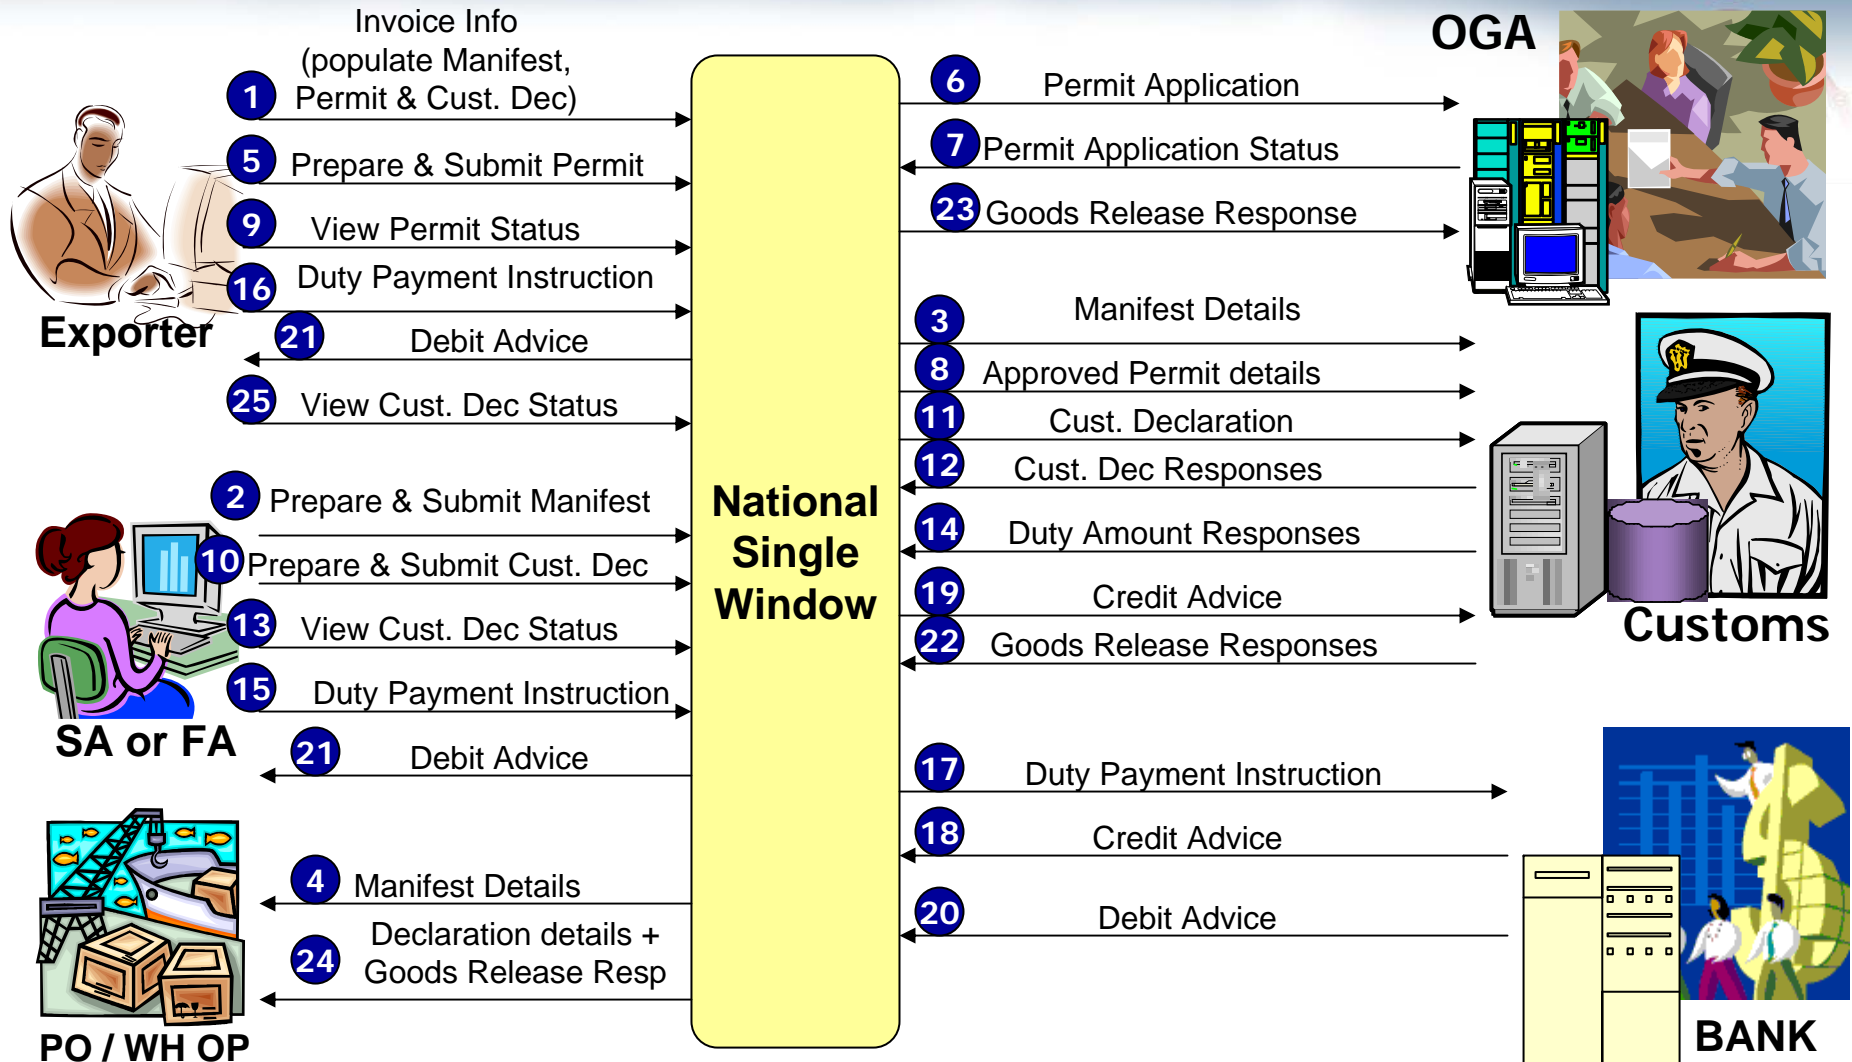 Invoice Info
(populate Manifest,
1 Permit & Cust. Dec)
5 Prepare & Submit Permit
9 View Permit Status
16 Duty Payment Instruction
Exporter
21 Debit Advice
25 View Cust. Dec Status
2 Prepare & Submit Manifest
10 Prepare & Submit Cust. Dec
13 View Cust. Dec Status
15 Duty Payment Instruction
SA or FA
21 Debit Advice
4 Manifest Details
Declaration details +
24 Goods Release Resp
PO / WH OP
National
Single
Window
OGA
6 Permit Application
7 Permit Application Status
23 Goods Release Response
3 Manifest Details
8 Approved Permit details
11 Cust. Declaration
12 Cust. Dec Responses
14 Duty Amount Responses
19 Credit Advice
22 Goods Release Responses
Customs
17 Duty Payment Instruction
18 Credit Advice
20 Debit Advice
BANK